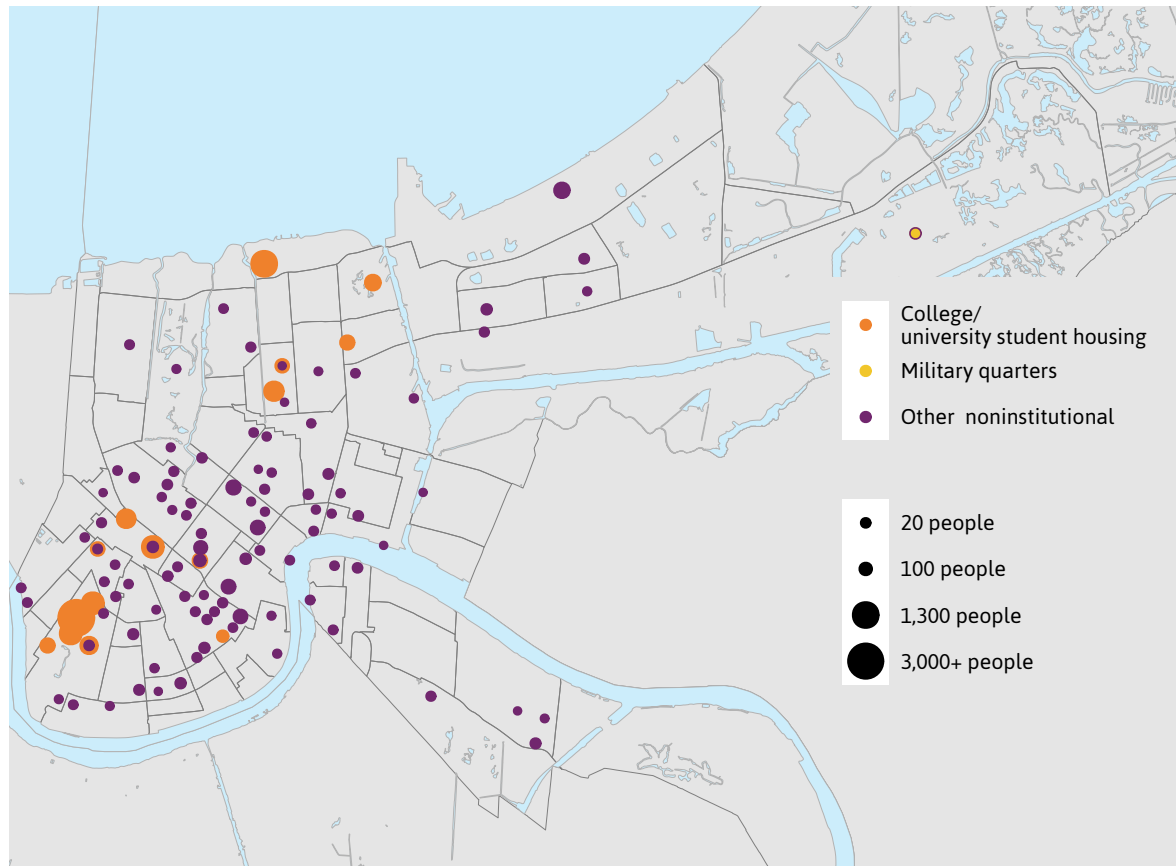 College/
university student housing
Military quarters
Other noninstitutional
20 people
100 people
1,300 people
3,000+ people